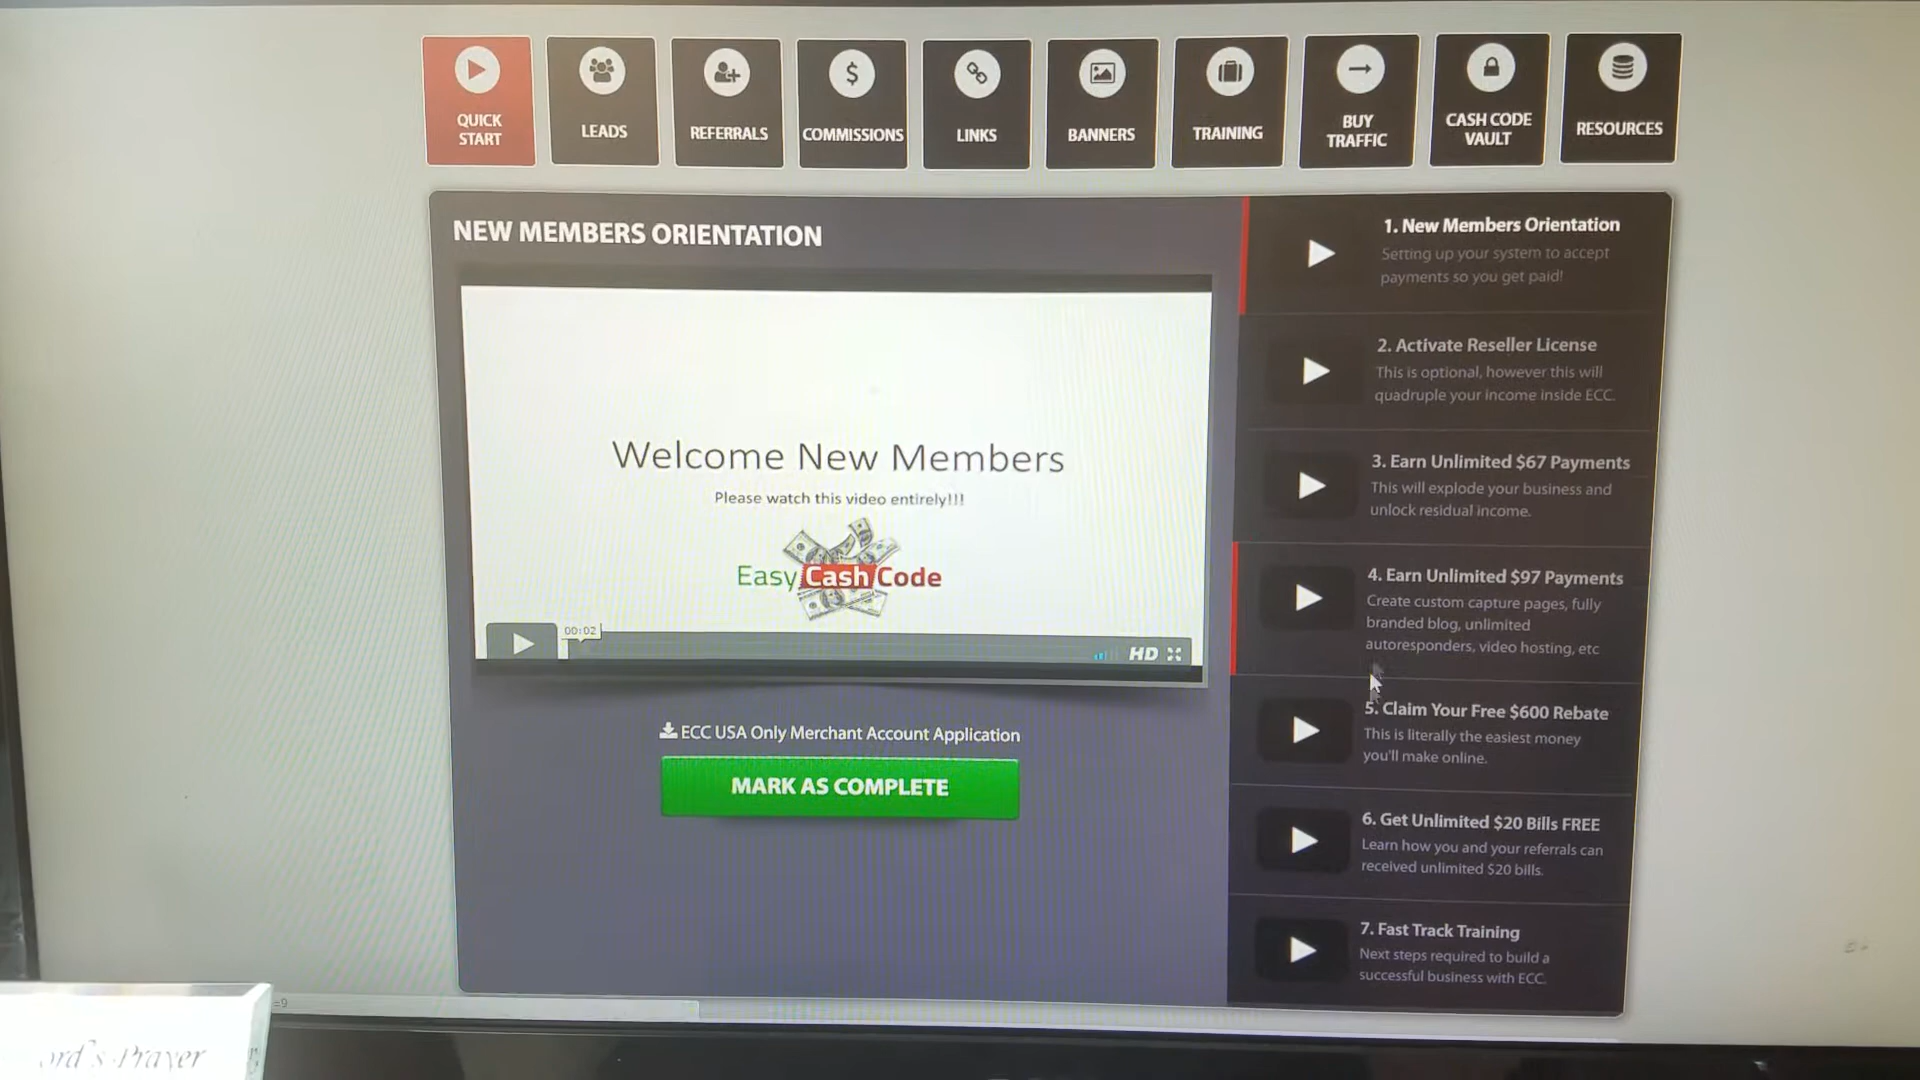 QUICK
START
LEADS
REFERRALS
COMMISSIONS
LINKS
BANNERS
TRAINING
BUY
TRAFFIC
CASH CODE
VAULT
RESOURCES
NEW MEMBERS ORIENTATION
Welcome New Members
Please watch this video entirely!!!
Easy Cash Code
00:02
HD
ECC USA Only Merchant Account Application
MARK AS COMPLETE
1. New Members Orientation
Setting up your system to accept
payments so you get paid!
2. Activate Reseller License
This is optional, however this will
quadruple your income inside ECC.
3. Earn Unlimited $67 Payments
This will explode your business and
unlock residual income.
4. Earn Unlimited $97 Payments
Create custom capture pages, fully
branded blog, unlimited
autoresponders, video hosting, etc
5. Claim Your Free $600 Rebate
This is literally the easiest money
you'll make online.
6. Get Unlimited $20 Bills FREE
Learn how you and your referrals can
received unlimited $20 bills.
7. Fast Track Training
Next steps required to build a
successful business with ECC.
=9
Prayer